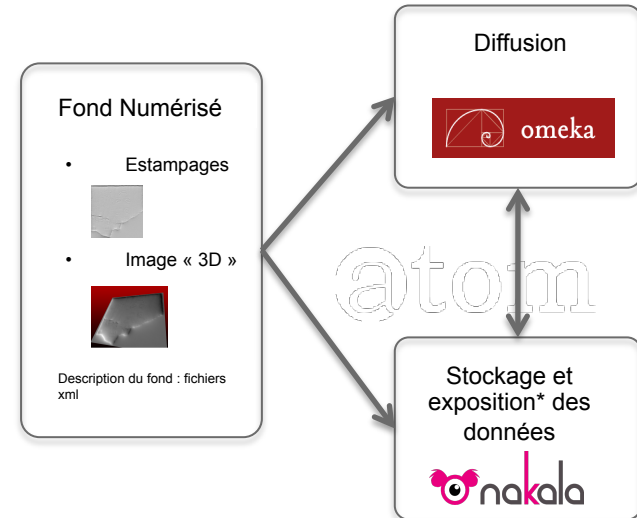 Fond Numérisé
• Estampages
• Image « 3D »
Description du fond : fichiers
xml
Diffusion
omeka
@tom
Stockage et
exposition* des
données
nakala